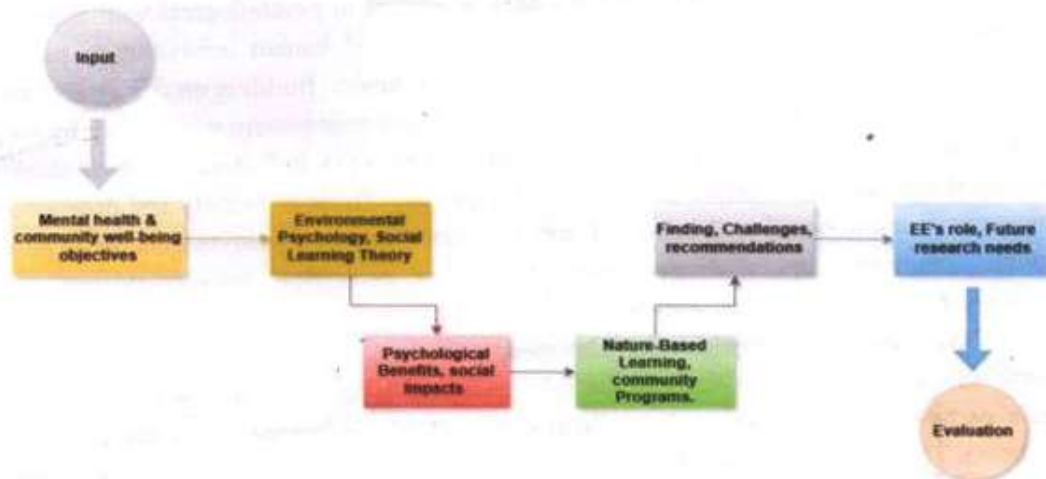 Input
Mental health &
community well-being
objectives
Environmental
Psychology, Social
Learning Theory
Psychological
Benefits, social
Impacts
Nature-Based
Learning,
community
Programs.
Finding, Challenges,
recommendations
EE's role, Future
research needs
Evaluation